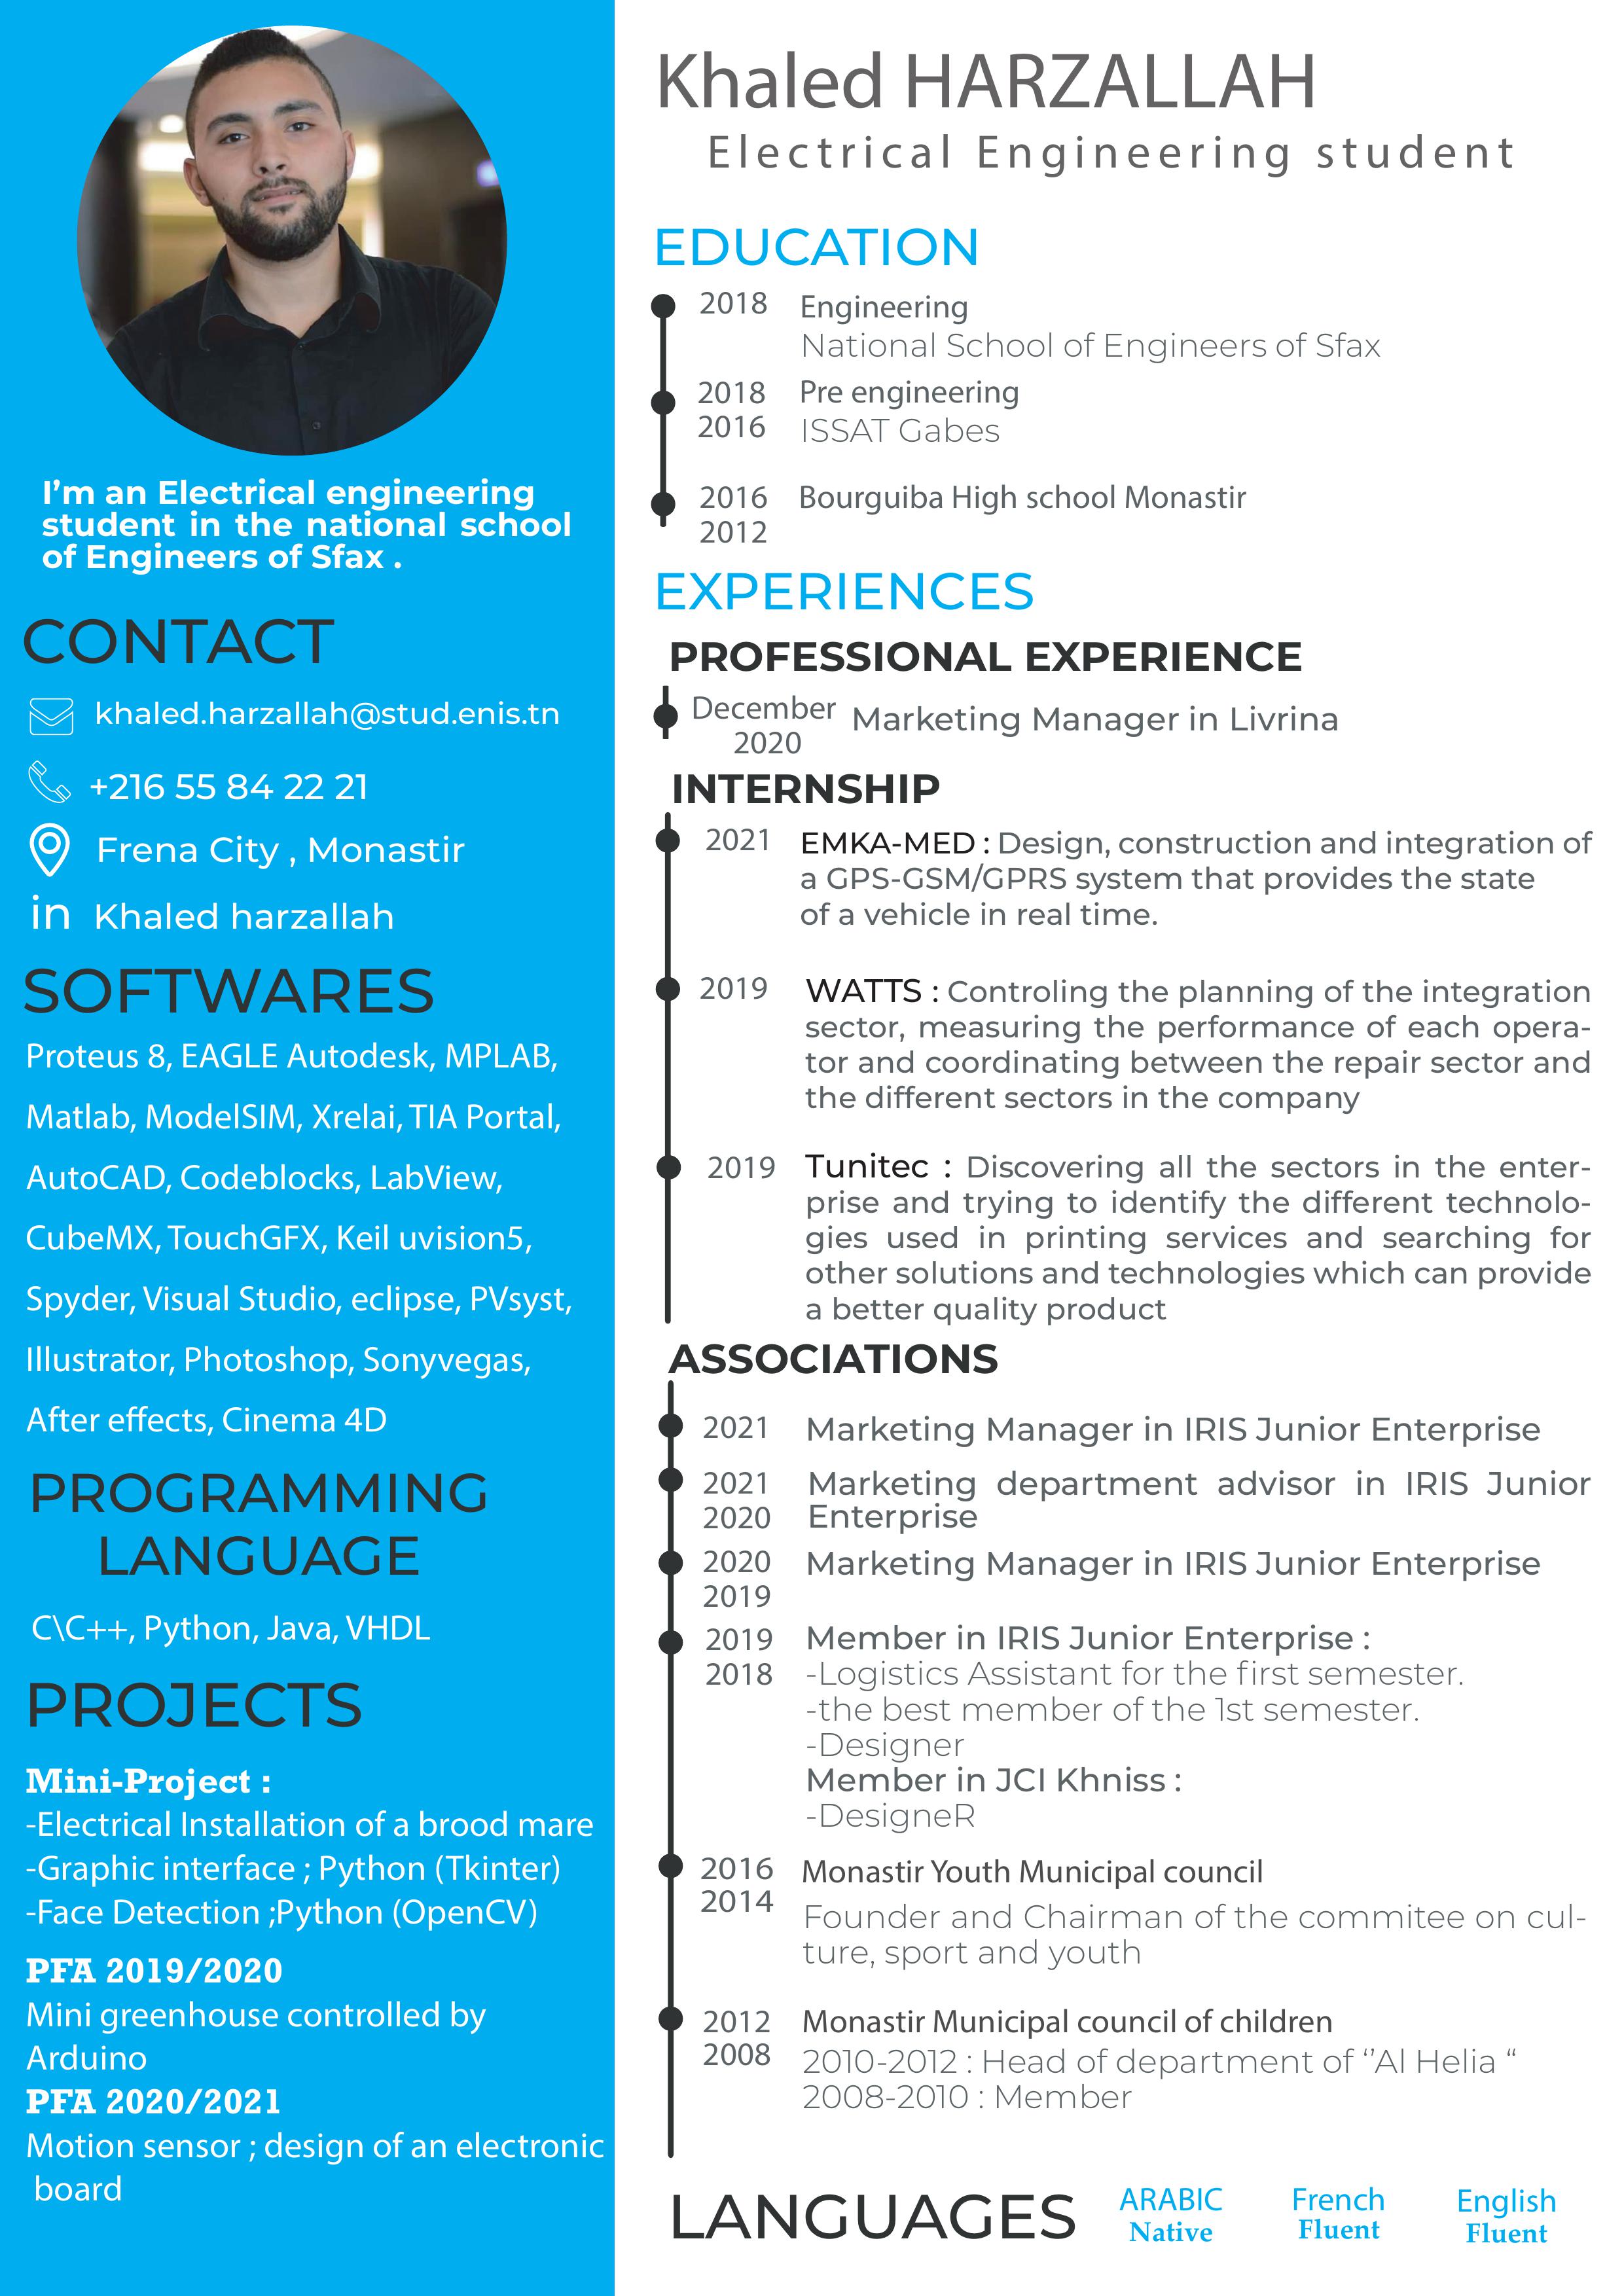 I’m an Electrical engineering
student in the national school
of Engineers of Sfax .
CONTACT
khaled.harzallah@stud.enis.tn
+216 55 84 22 21
Frena City , Monastir
in Khaled harzallah
SOFTWARES
Proteus 8, EAGLE Autodesk, MPLAB,
Matlab, ModelSIM, Xrelai, TIA Portal,
AutoCAD, Codeblocks, LabView,
CubeMX, TouchGFX, Keil uvision5,
Spyder, Visual Studio, eclipse, PVsyst,
Illustrator, Photoshop, Sonyvegas,
After effects, Cinema 4D
PROGRAMMING
LANGUAGE
C\C++, Python, Java, VHDL
PROJECTS
Mini-Project :
-Electrical Installation of a brood mare
-Graphic interface ; Python (Tkinter)
-Face Detection ;Python (OpenCV)
PFA 2019/2020
Mini greenhouse controlled by
Arduino
PFA 2020/2021
Motion sensor ; design of an electronic
board
Khaled HARZALLAH
Electrical Engineering student
EDUCATION
2018 Engineering
National School of Engineers of Sfax
2018 Pre engineering
2016 ISSAT Gabes
2016 Bourguiba High school Monastir
2012
EXPERIENCES
PROFESSIONAL EXPERIENCE
December Marketing Manager in Livrina
2020
INTERNSHIP
2021 EMKA-MED : Design, construction and integration of
a GPS-GSM/GPRS system that provides the state
of a vehicle in real time.
2019 WATTS : Controling the planning of the integration
sector, measuring the performance of each opera-
tor and coordinating between the repair sector and
the different sectors in the company
2019 Tunitec : Discovering all the sectors in the enter-
prise and trying to identify the different technolo-
gies used in printing services and searching for
other solutions and technologies which can provide
a better quality product
ASSOCIATIONS
2021 Marketing Manager in IRIS Junior Enterprise
2021 Marketing department advisor in IRIS Junior
2020 Enterprise
2020 Marketing Manager in IRIS Junior Enterprise
2019
2019 Member in IRIS Junior Enterprise :
2018 -Logistics Assistant for the first semester.
-the best member of the 1st semester.
-Designer
Member in JCI Khniss :
-DesigneR
2016 Monastir Youth Municipal council
2014 Founder and Chairman of the commitee on cul-
ture, sport and youth
2012 Monastir Municipal council of children
2008 2010-2012 : Head of department of ‘’Al Helia “
2008-2010 : Member
LANGUAGES
ARABIC French English
Native Fluent Fluent